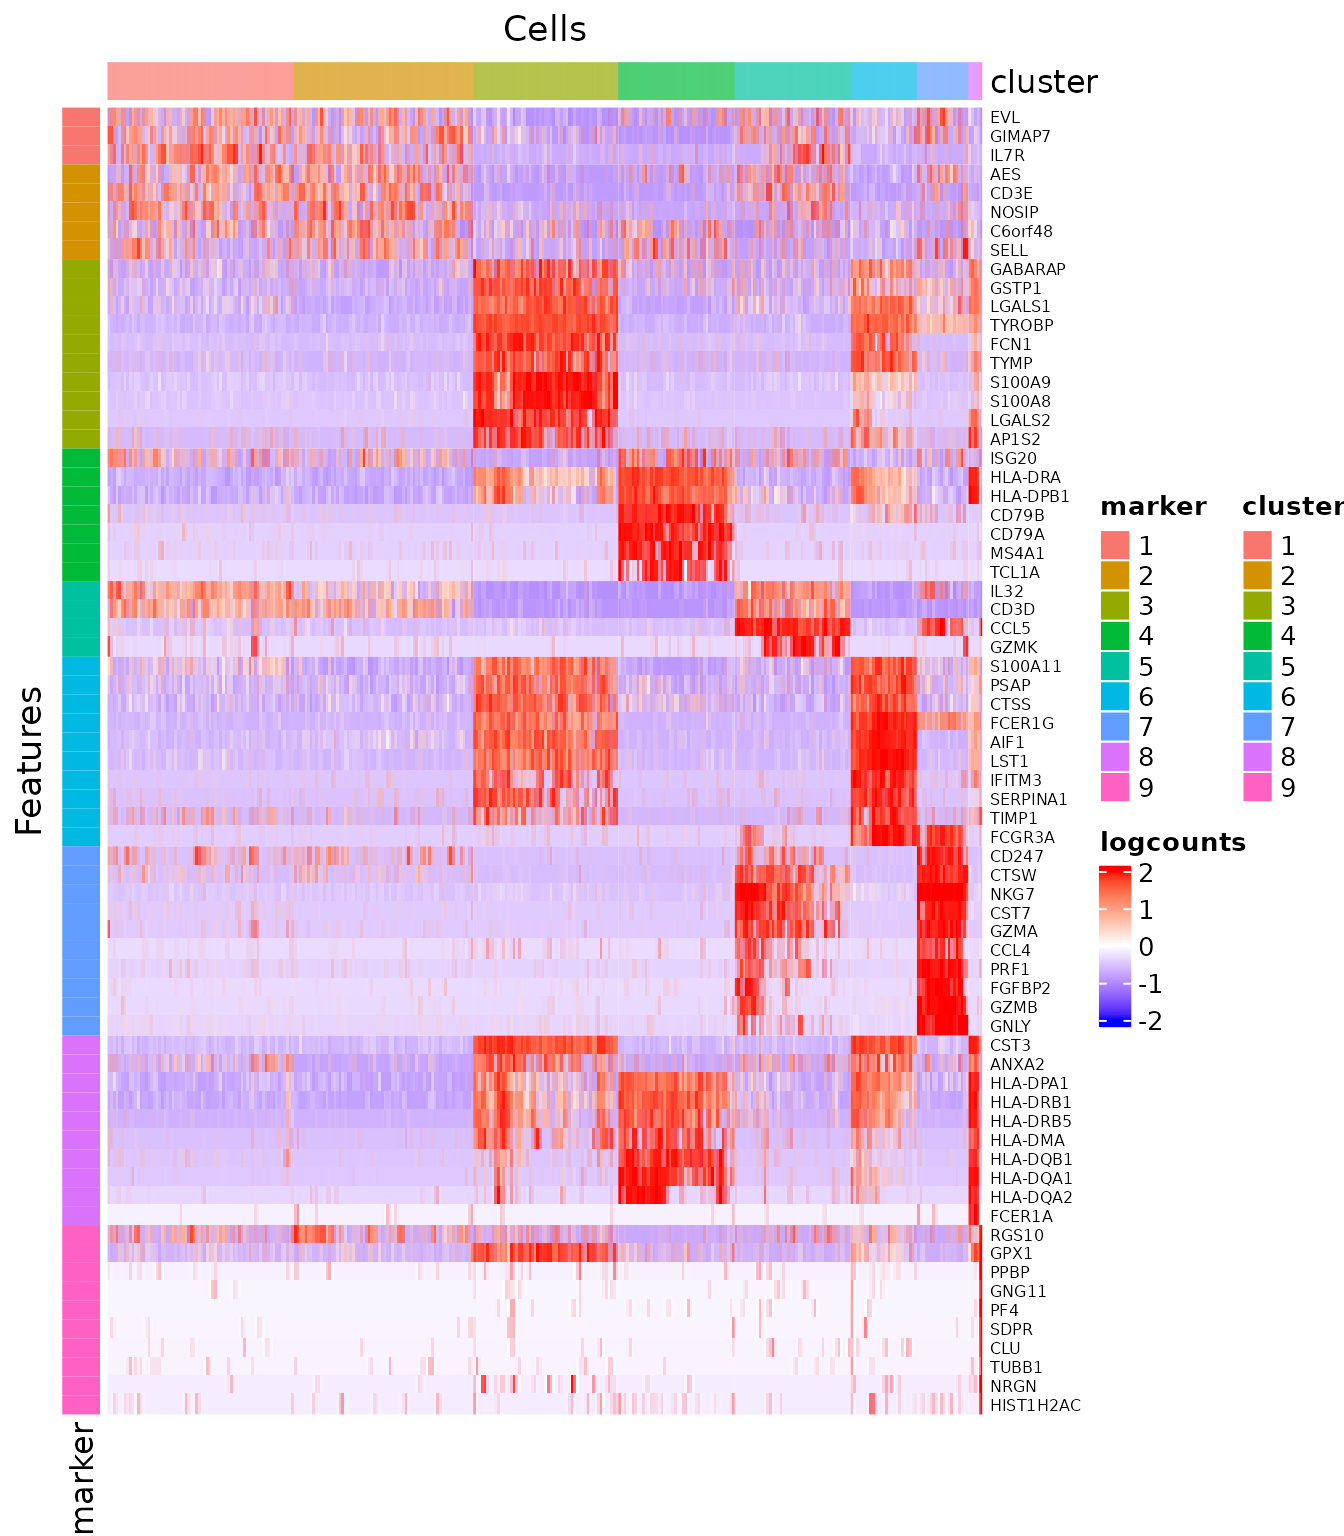 Cells
cluster
EVL
GIMAP7
IL7R
AES
CD3E
NOSIP
C6orf48
SELL
GABARAP
GSTP1
LGALS1
TYROBP
FCN1
TYMP
S100A9
S100A8
LGALS2
AP1S2
ISG20
HLA-DRA
HLA-DPB1
CD79B
CD79A
MS4A1
TCL1A
IL32
CD3D
CCL5
GZMK
S100A11
PSAP
CTSS
FCER1G
AIF1
LST1
IFITM3
SERPINA1
TIMP1
FCGR3A
CD247
CTSW
NKG7
CST7
GZMA
CCL4
PRF1
FGFBP2
GZMB
GNLY
CST3
ANXA2
HLA-DPA1
HLA-DRB1
HLA-DRB5
HLA-DMA
HLA-DQB1
HLA-DQA1
HLA-DQA2
FCER1A
RGS10
GPX1
PPBP
GNG11
PF4
SDPR
CLU
TUBB1
NRGN
HIST1H2AC
Features
marker
marker
1
2
3
4
5
6
7
8
9
cluster
1
2
3
4
5
6
7
8
9
logcounts
2
1
0
-1
-2